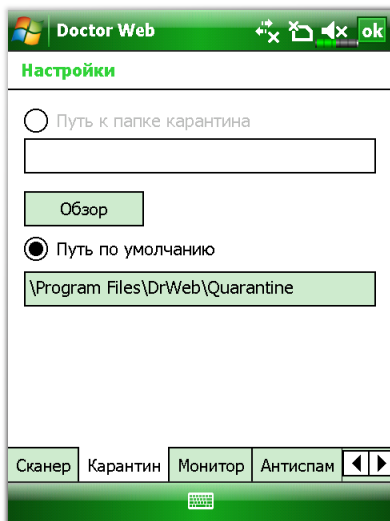 Doctor Web ok
Настройки
Путь к папке карантина
Обзор
Путь по умолчанию
\Program Files\DrWeb\Quarantine
Сканер Карантин Монитор Антиспам